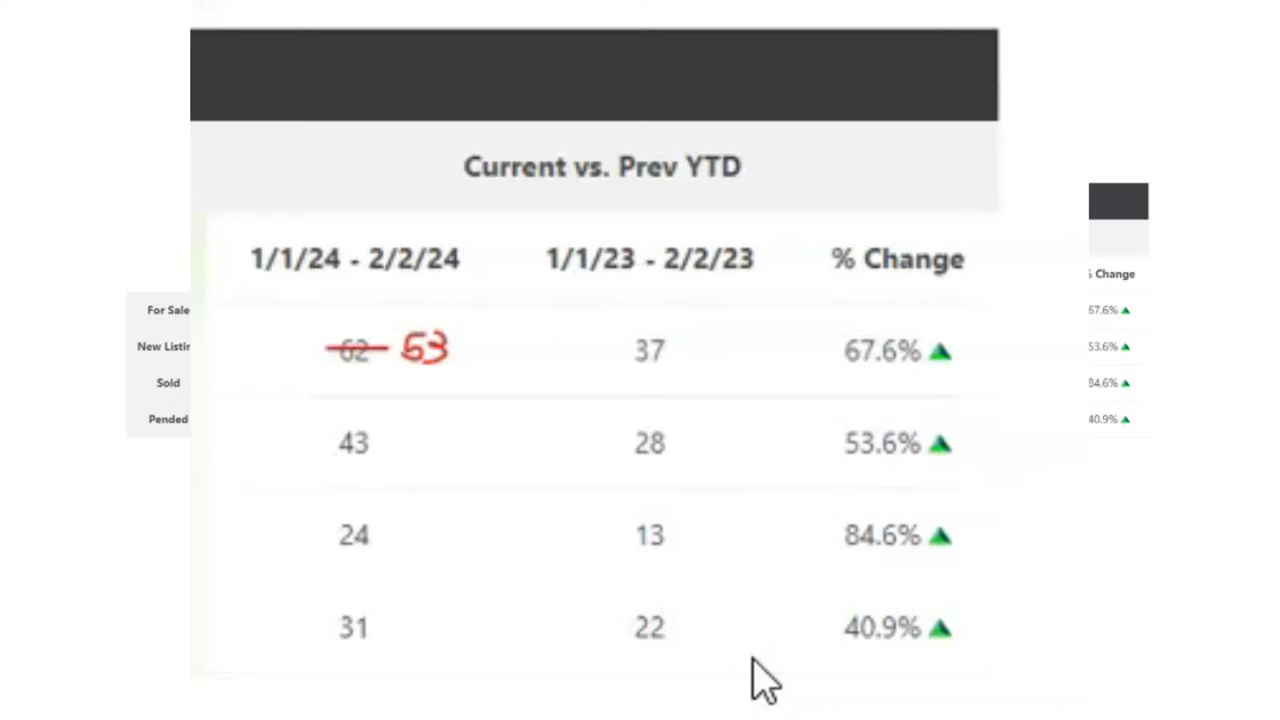 Current vs. Prev YTD
1/1/24 - 2/2/24 1/1/23 - 2/2/23 % Change
% Change
For Sale
62 53 37 67.6%
67.6%
New Listin
43 28 53.6%
53.6%
Sold
24 13 84.6%
84.6%
Pended
31 22 40.9%
40.9%